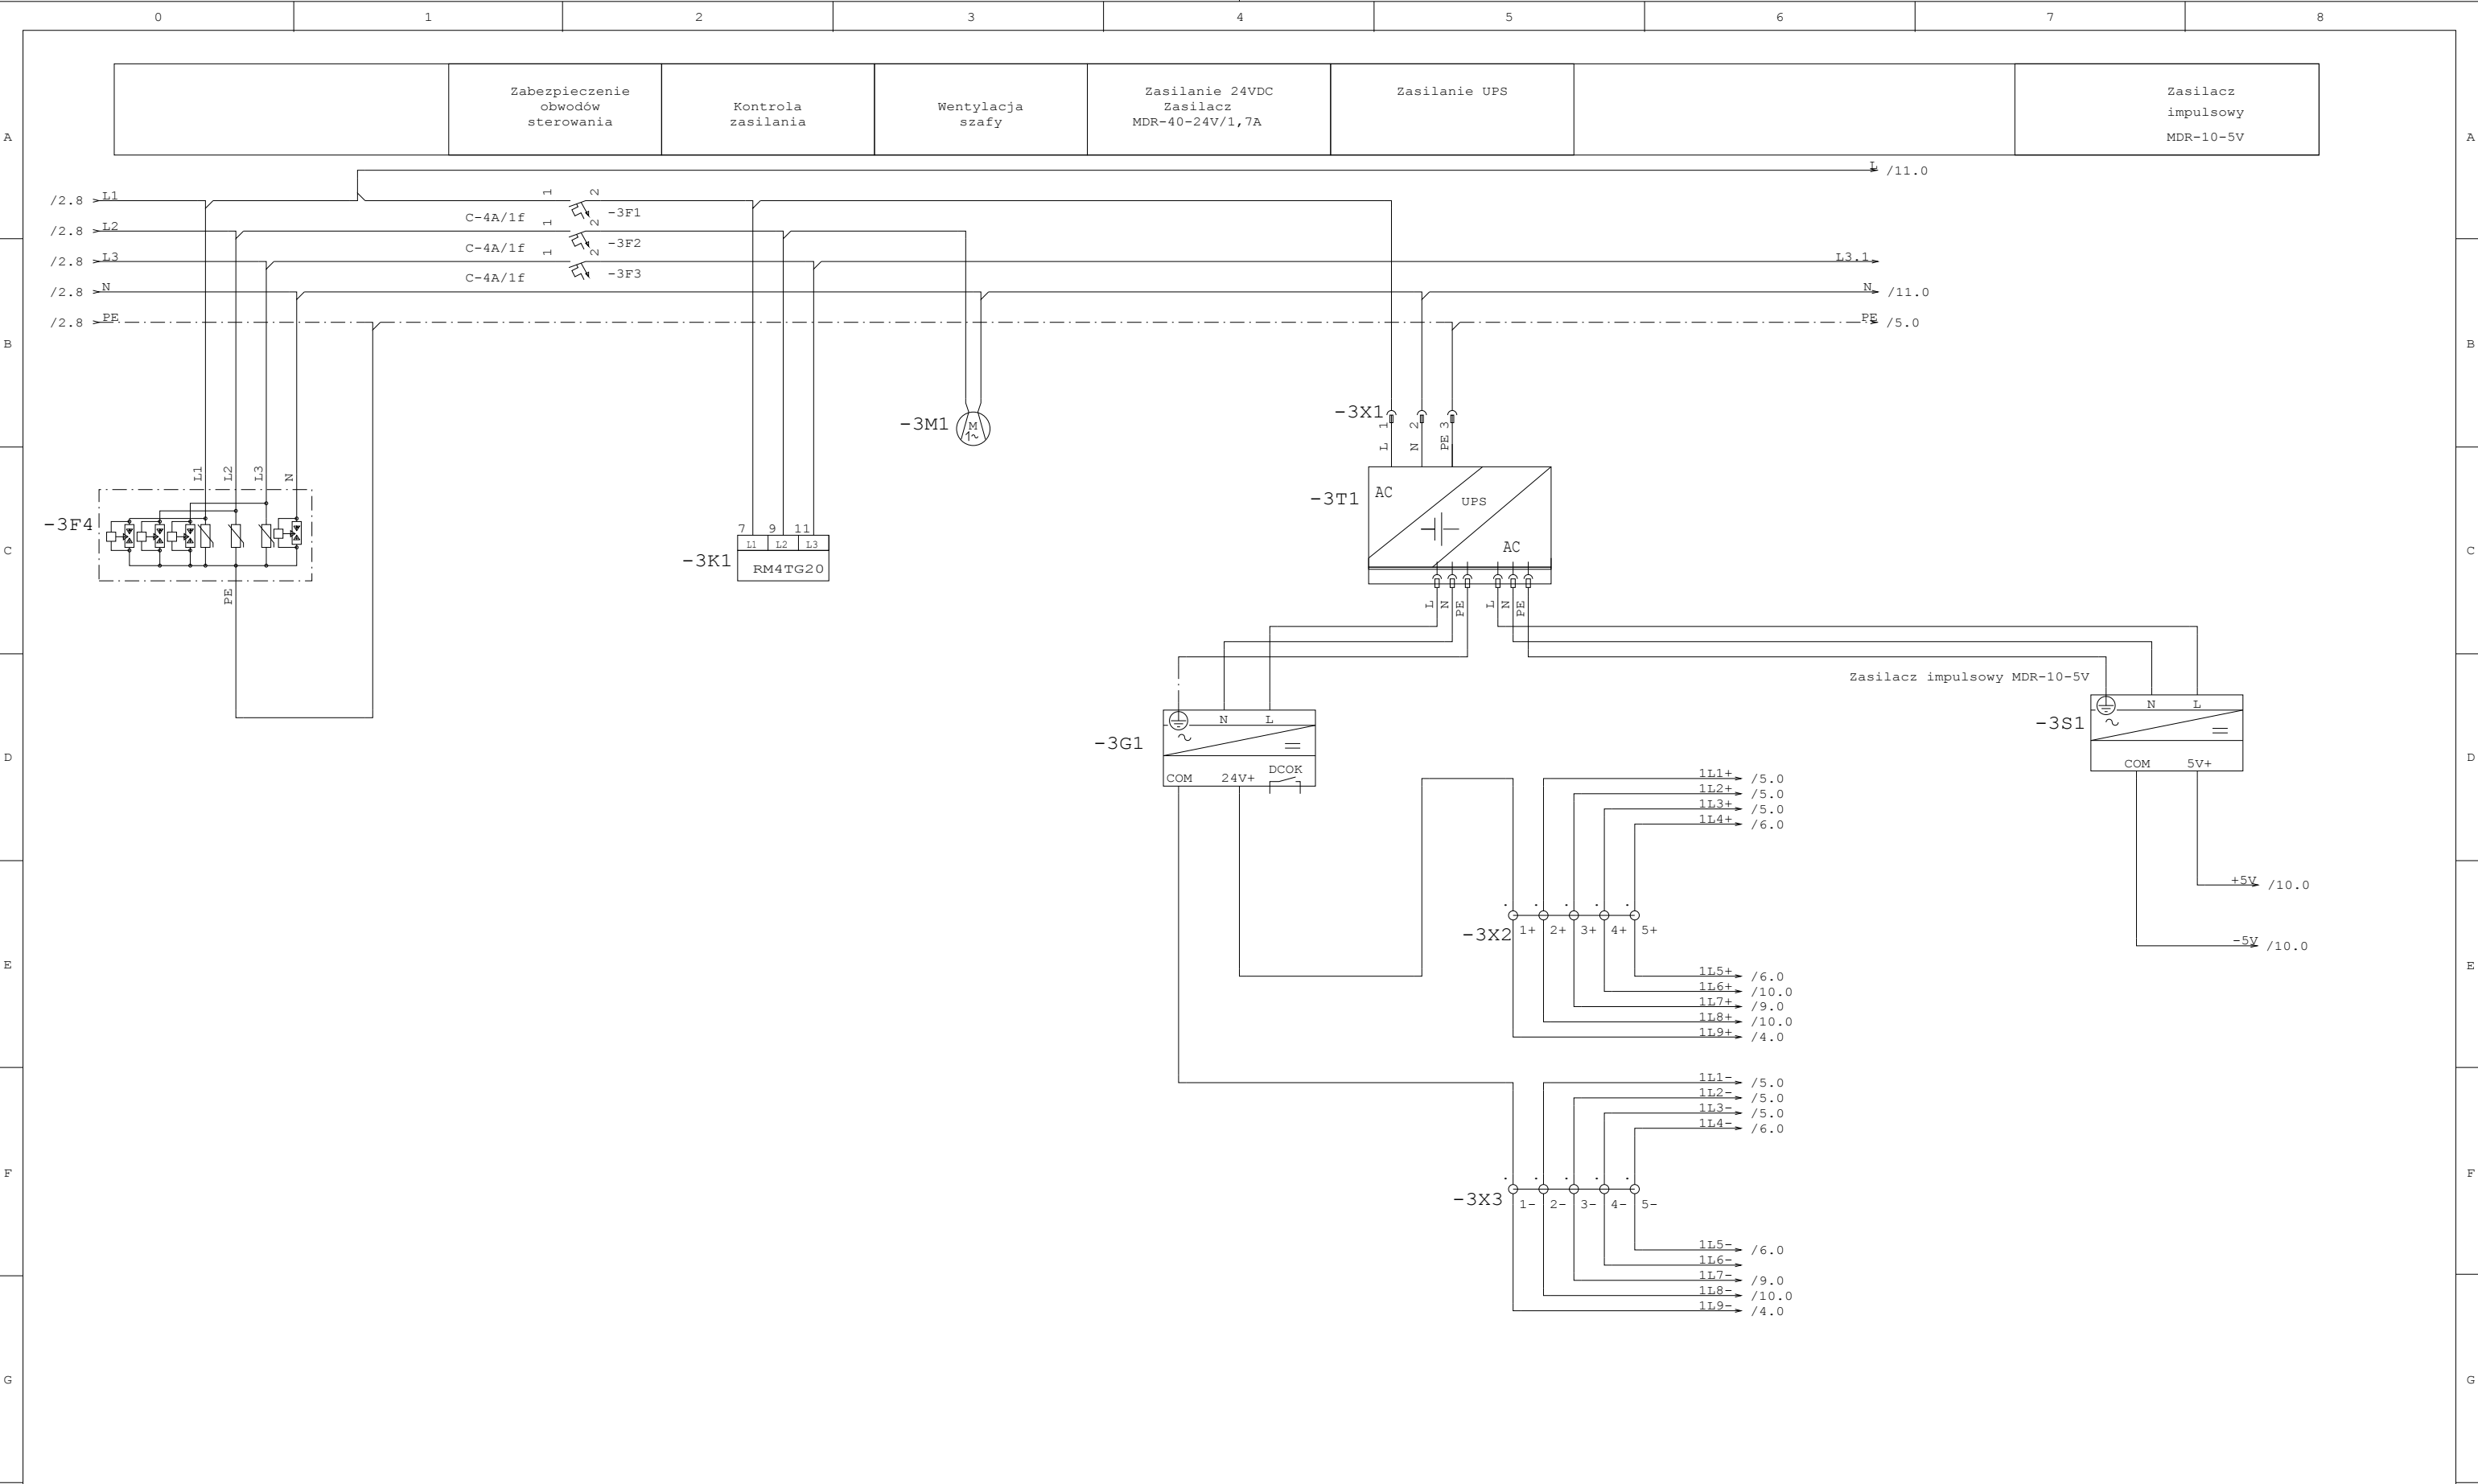 0 1 2 3 4 5 6 7 8
Zabezpieczenie
obwodów
sterowania
Kontrola
zasilania
Wentylacja
szafy
Zasilanie 24VDC
Zasilacz
MDR-40-24V/1,7A
Zasilanie UPS
Zasilacz
impulsowy
MDR-10-5V
A A
L /11.0
/2.8 L1 1 2
C-4A/1f -3F1
/2.8 L2 1 2
C-4A/1f -3F2
/2.8 L3 1 2 L3.1
C-4A/1f -3F3
/2.8 N N /11.0
/2.8 PE PE /5.0
B B
-3M1 M
1~
-3X1 1 2 3
L N PE
L1 L2 L3 N
-3F4
PE
7 9 11
L1 L2 L3
-3K1 RM4TG20
-3T1 AC UPS
AC
C C
L N PE L N PE
Zasilacz impulsowy MDR-10-5V
-3G1 N L
COM 24V+ DCOK
-3S1 N L
COM 5V+
D D
1L1+ /5.0
1L2+ /5.0
1L3+ /5.0
1L4+ /6.0
+5V /10.0
-3X2 1+ 2+ 3+ 4+ 5+
-5V /10.0
E E
1L5+ /6.0
1L6+ /10.0
1L7+ /9.0
1L8+ /10.0
1L9+ /4.0
1L1- /5.0
1L2- /5.0
1L3- /5.0
1L4- /6.0
F F
-3X3 1- 2- 3- 4- 5-
1L5- /6.0
1L6-
1L7- /9.0
1L8- /10.0
1L9- /4.0
G G